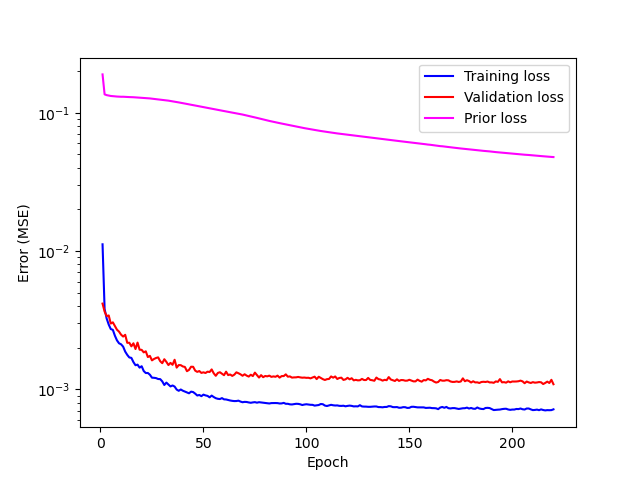 Training loss
Validation loss
Prior loss
10⁻¹
10⁻²
10⁻³
Error (MSE)
0 50 100 150 200
Epoch